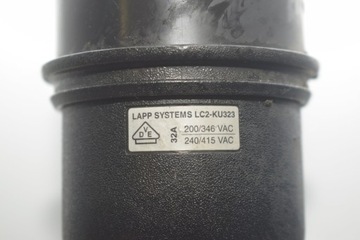 LAPP SYSTEMS LC2-KU323
VDE
32A
200/346 VAC
240/415 VAC